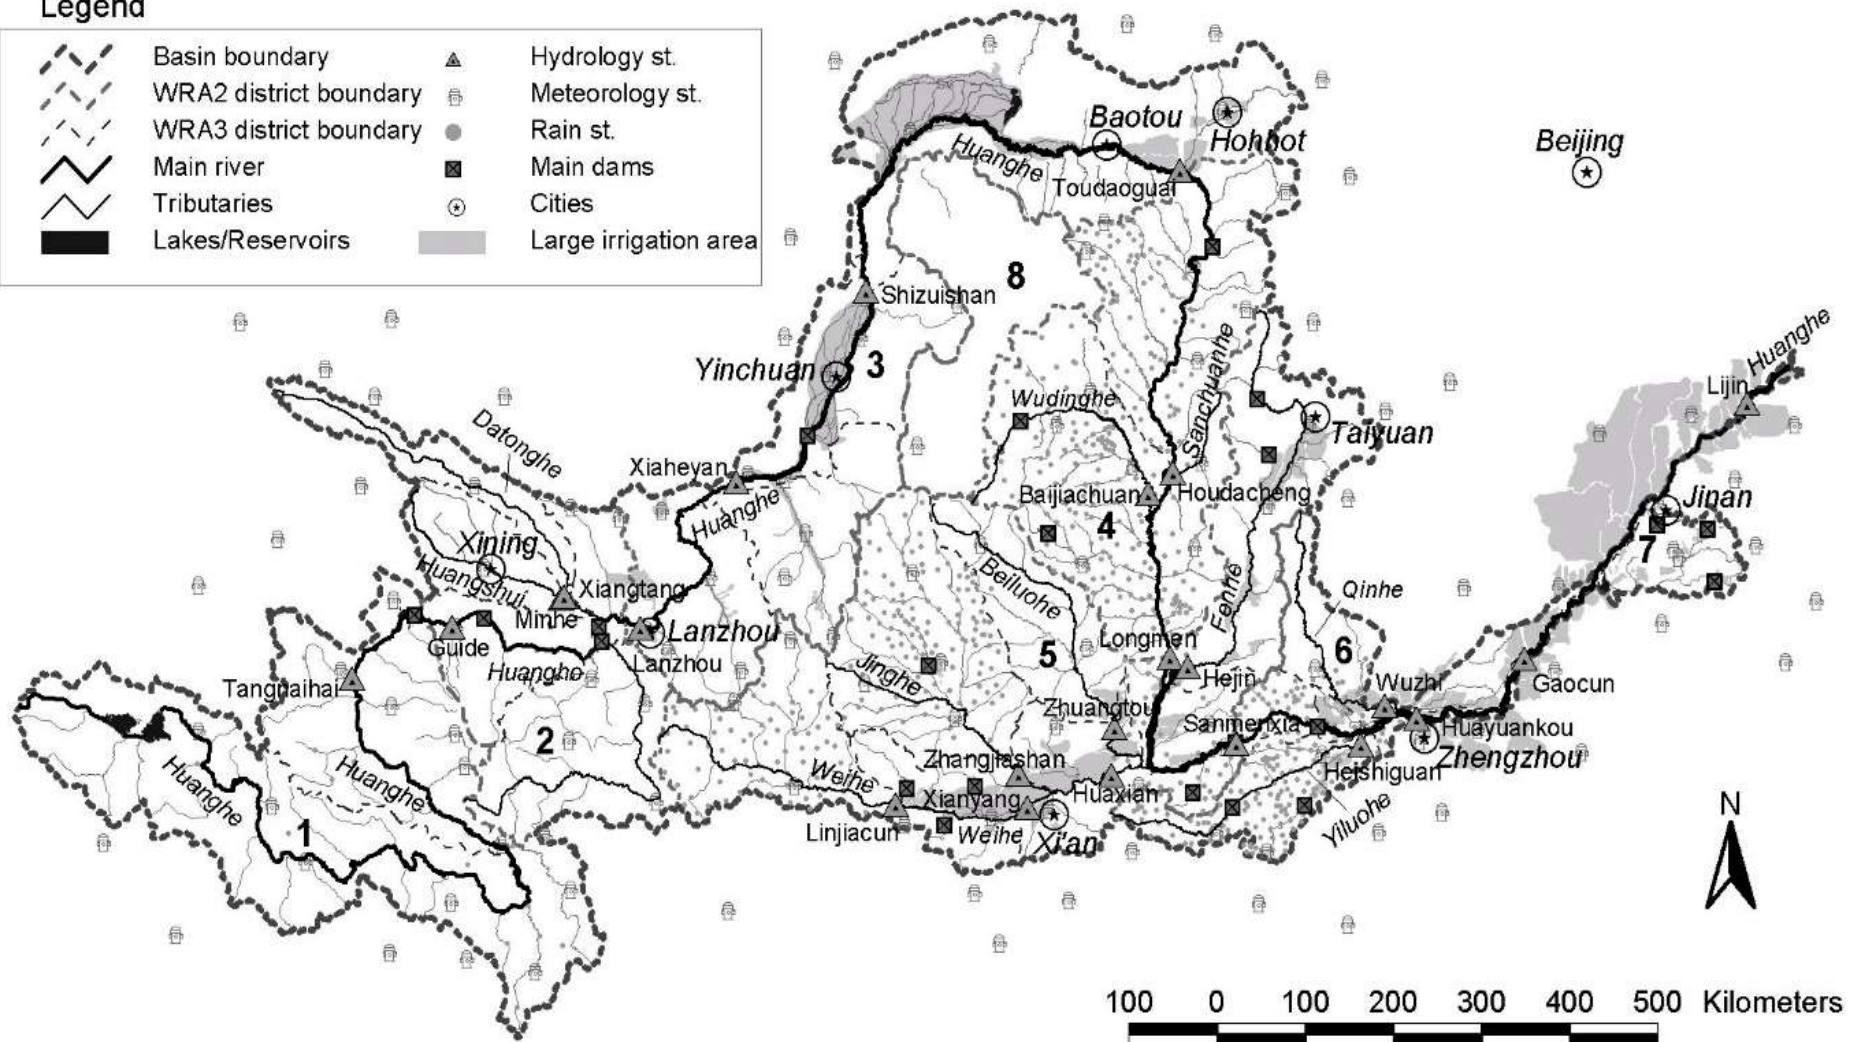 Legend
Basin boundary
Hydrology st.
WRA2 district boundary
Meteorology st.
WRA3 district boundary
Rain st.
Main river
Main dams
Tributaries
Cities
Lakes/Reservoirs
Large irrigation area
Baotou
Hohhot
Beijing
Huanghe
Toudaoguai
8
Shizuishan
Huanghe
Yinchuan
3
Sanchuanhe
Lijin
Wudinghe
Taiyuan
Datonghe
Xiaheyan
Huanghe
Baijiachuan
Houdacheng
Jinan
4
Xining
7
Huangshui
Xiangtang
Beiluohe
Fenhe
Qinhe
Minhe
Lanzhou
Guide
Longmen
5
6
Huanghe
Lanzhou
Jinghe
Hejin
Tangnaihai
Wuzhi
Gaocun
Zhuangtou
Sanmenxia
Huayuankou
2
Zhengzhou
Huanghe
Huanghe
Zhangjiashan
Heishiguan
Weihe
Xianyang
Huaxian
Yiluohe
1
Linjiacun
Weihe
Xi'an
N
100 0 100 200 300 400 500 Kilometers